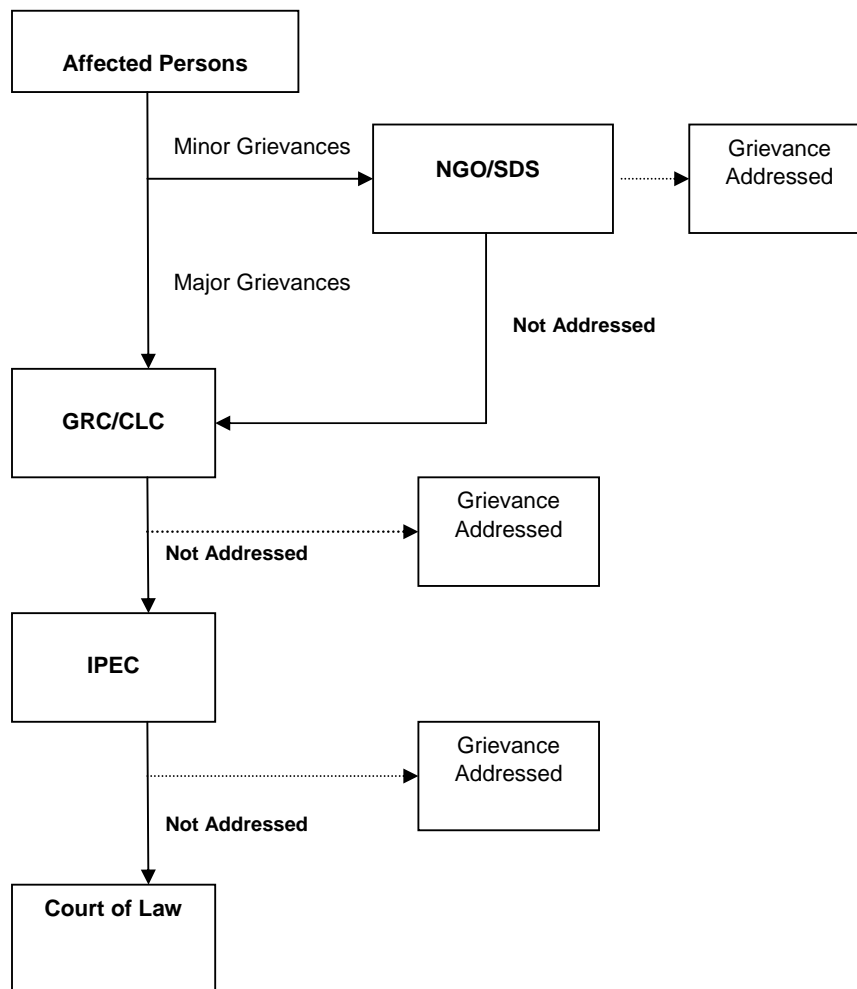 Affected Persons
Minor Grievances
NGO/SDS
Grievance
Addressed
Major Grievances
Not Addressed
GRC/CLC
Grievance
Addressed
Not Addressed
IPEC
Grievance
Addressed
Not Addressed
Court of Law